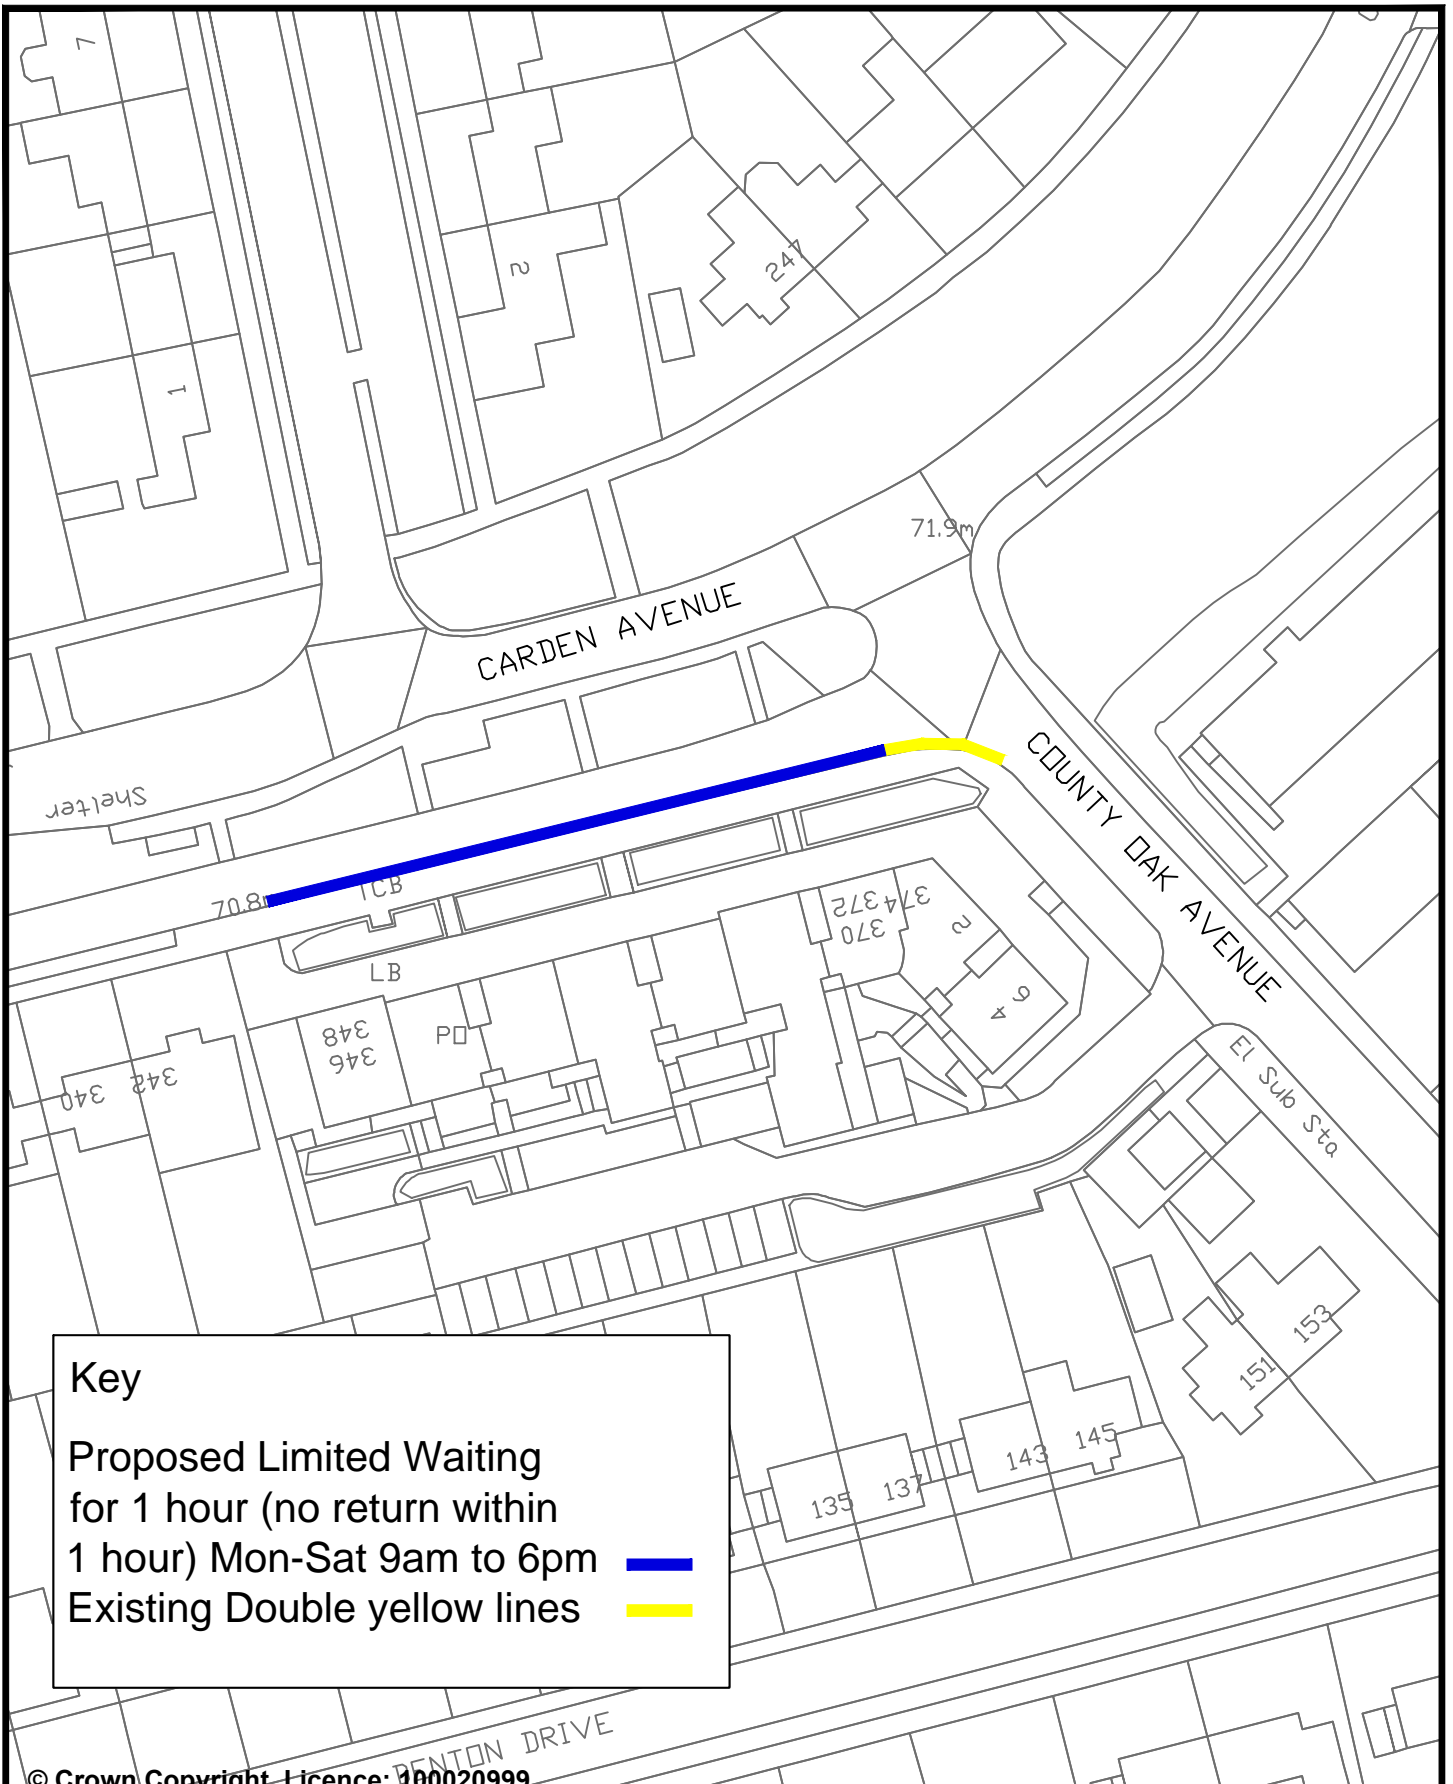 7
2
247
1
71.9m
CARDEN AVENUE
Shelter
COUNTY OAK AVENUE
70.8m
TCB
LB
372
374
370
2
348
346
PO
6
4
340
342
El Sub Sta
153
151
Key
Proposed Limited Waiting
for 1 hour (no return within
1 hour) Mon-Sat 9am to 6pm
Existing Double yellow lines
145
143
137
135
DENTON DRIVE
© Crown Copyright. Licence: 100020999